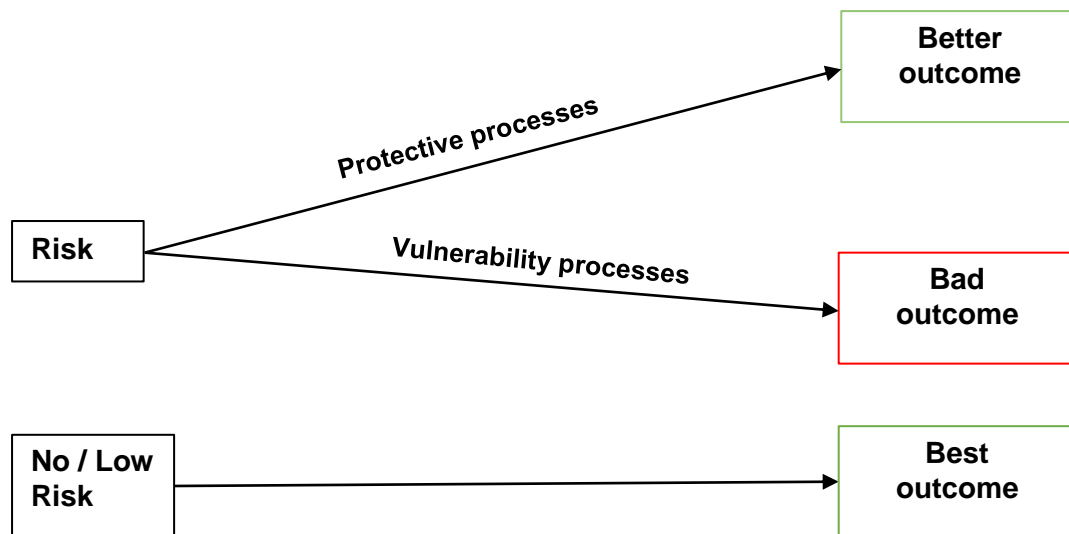 Better
outcome
Protective processes
Risk
Vulnerability processes
Bad
outcome
No / Low
Risk
Best
outcome